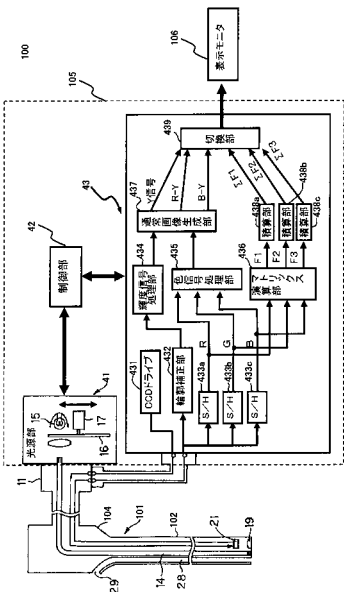 100
105
表示モニタ
106
43
42
制御部
41
光源部
15
17
16
11
104
101
102
29
14
28
21
19
CCDドライブ
431
輪郭補正部
432
S/H
433a
S/H
433b
S/H
433c
R
G
B
輝度信号
処理部
434
色信号処理部
435
マトリックス
演算部
436
通常画像生成部
437
F1
F2
F3
積算部
438a
積算部
438b
積算部
438c
Y信号
R-Y
B-Y
ΣF1
ΣF2
ΣF3
切換部
439